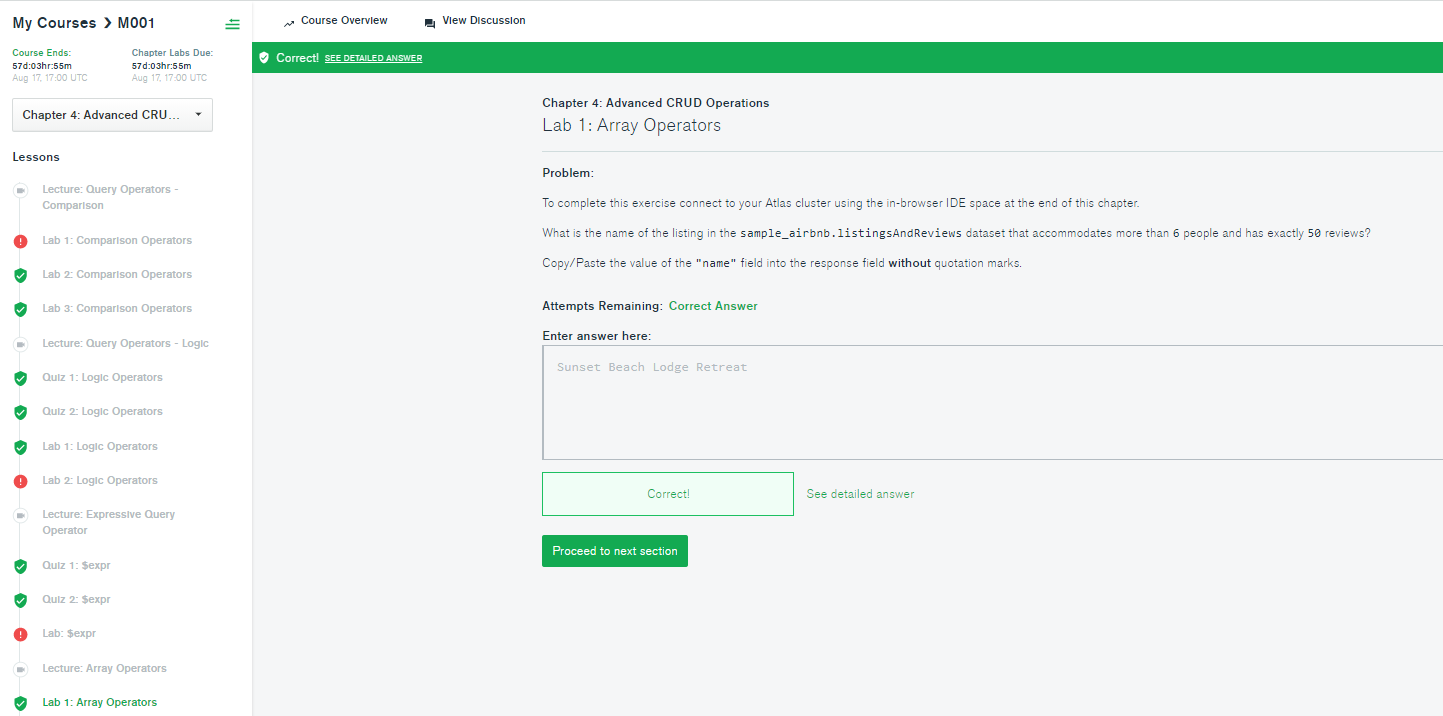 My Courses > M001
Course Ends:
57d:03hr:55m
Aug 17, 17:00 UTC
Chapter Labs Due:
57d:03hr:55m
Aug 17, 17:00 UTC
Chapter 4: Advanced CRU...
Lessons
Lecture: Query Operators -
Comparison
Lab 1: Comparison Operators
Lab 2: Comparison Operators
Lab 3: Comparison Operators
Lecture: Query Operators - Logic
Quiz 1: Logic Operators
Quiz 2: Logic Operators
Lab 1: Logic Operators
Lab 2: Logic Operators
Lecture: Expressive Query
Operator
Quiz 1: $expr
Quiz 2: $expr
Lab: $expr
Lecture: Array Operators
Lab 1: Array Operators
Course Overview
View Discussion
Correct! SEE DETAILED ANSWER
Chapter 4: Advanced CRUD Operations
Lab 1: Array Operators
Problem:
To complete this exercise connect to your Atlas cluster using the in-browser IDE space at the end of this chapter.
What is the name of the listing in the sample_airbnb.listingsAndReviews dataset that accommodates more than 6 people and has exactly 50 reviews?
Copy/Paste the value of the "name" field into the response field without quotation marks.
Attempts Remaining: Correct Answer
Enter answer here:
Sunset Beach Lodge Retreat
Correct!
See detailed answer
Proceed to next section